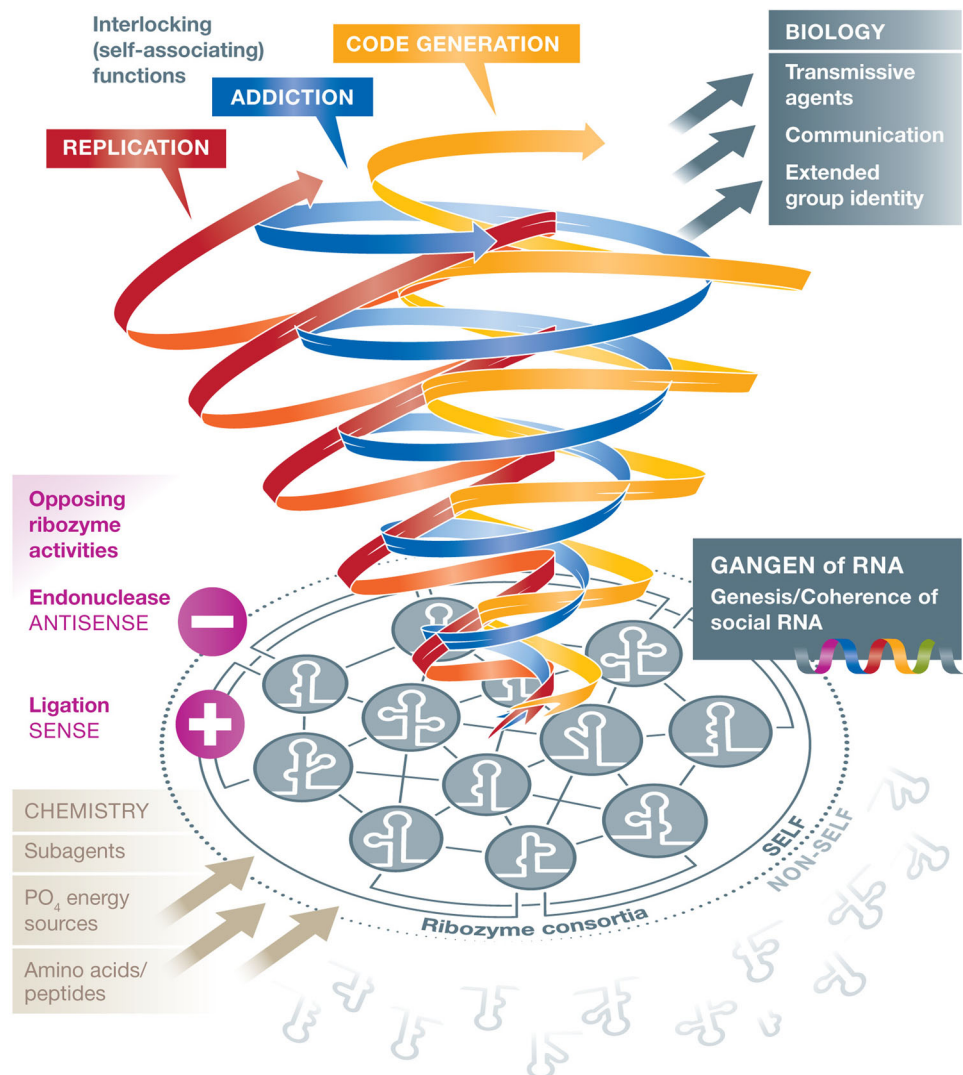 Interlocking
(self-associating)
functions
CODE GENERATION
ADDICTION
REPLICATION
BIOLOGY
Transmissive
agents
Communication
Extended
group identity
Opposing
ribozyme
activities
Endonuclease
ANTISENSE
Ligation
SENSE
GANGEN of RNA
Genesis/Coherence of
social RNA
CHEMISTRY
Subagents
PO₄ energy
sources
Amino acids/
peptides
SELF
NON-SELF
Ribozyme consortia